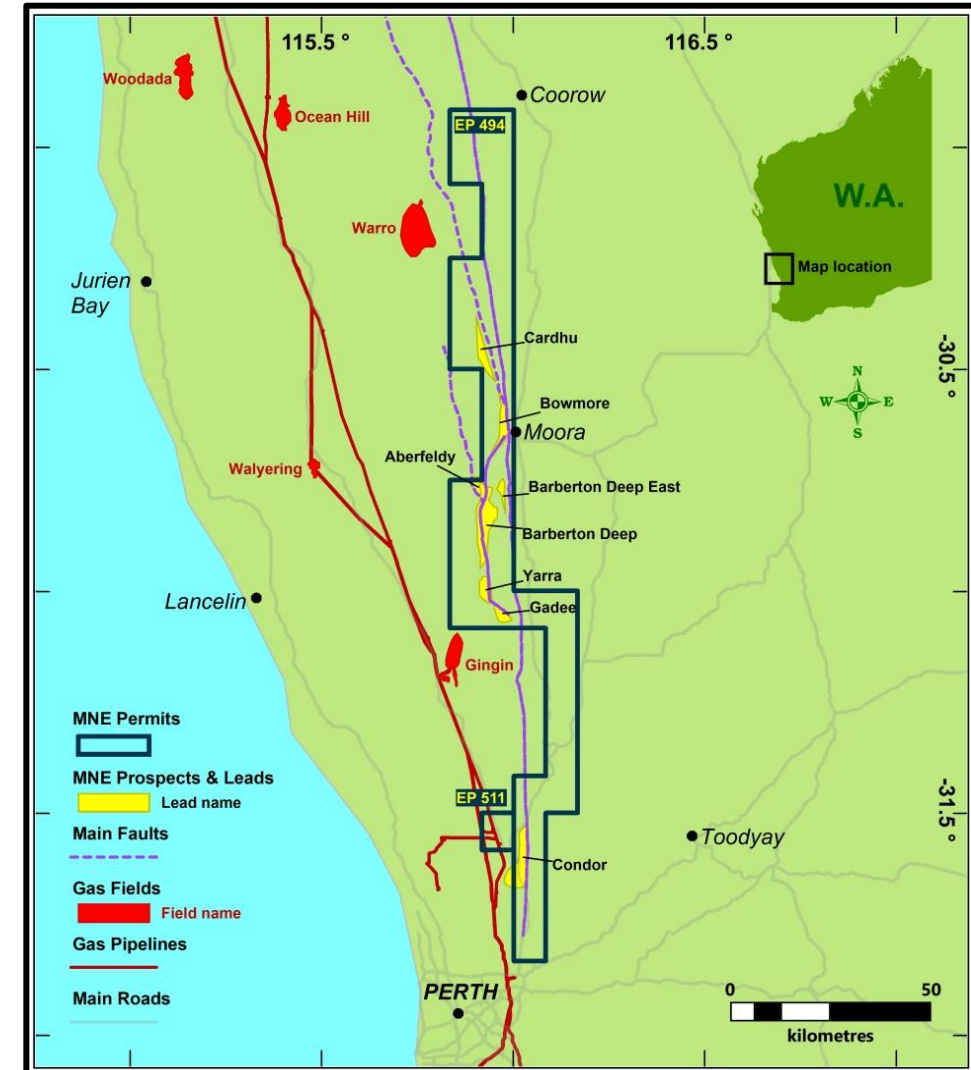 115.5 °
116.5 °
Woodada
Ocean Hill
Coorow
EP 494
W.A.
Warro
Map location
Jurien
Bay
Cardhu
-30.5 °
N
W
E
S
Bowmore
Moora
Aberfeldy
Walyering
Barberton Deep East
Barberton Deep
Yarra
Lancelin
Gadee
Gingin
MNE Permits
MNE Prospects & Leads
Lead name
Main Faults
Gas Fields
Field name
Gas Pipelines
Main Roads
EP 511
-31.5 °
Toodyay
Condor
PERTH
0
50
kilometres